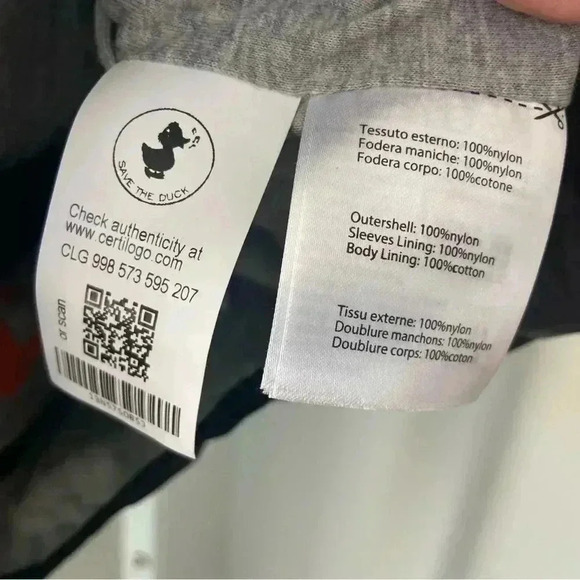 SAVE THE DUCK
Check authenticity at
www.certilogo.com
CLG 998 573 595 207
or scan
Tessuto esterno: 100%nylon
Fodera maniche: 100%nylon
Fodera corpo: 100%cotone
Outershell: 100%nylon
Sleeves Lining: 100%nylon
Body Lining: 100%cotton
Tissu externe: 100%nylon
Doublure manchons: 100%nylon
Doublure corps: 100%coton